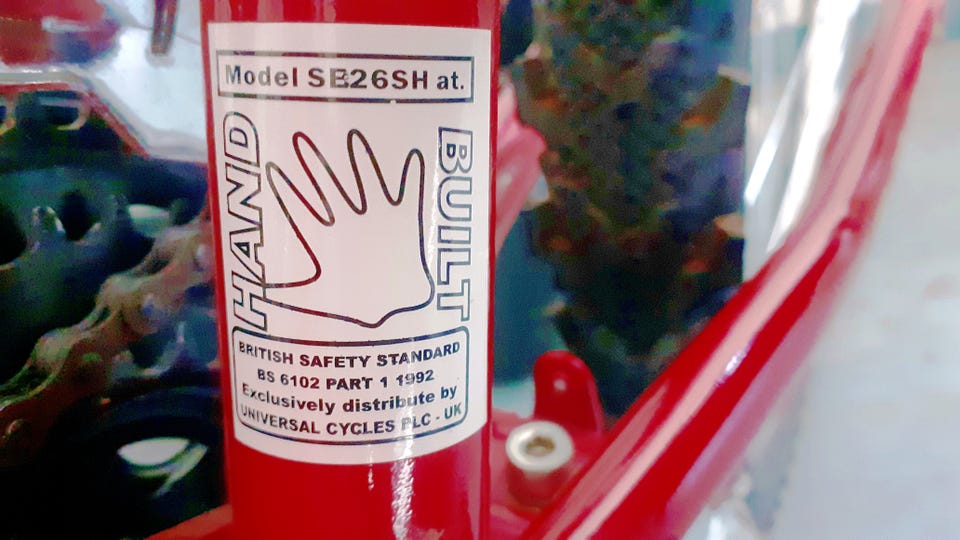 Model SE26SH at.
HAND
BUILT
BRITISH SAFETY STANDARD
BS 6102 PART 1 1992
Exclusively distribute by
UNIVERSAL CYCLES PLC - UK